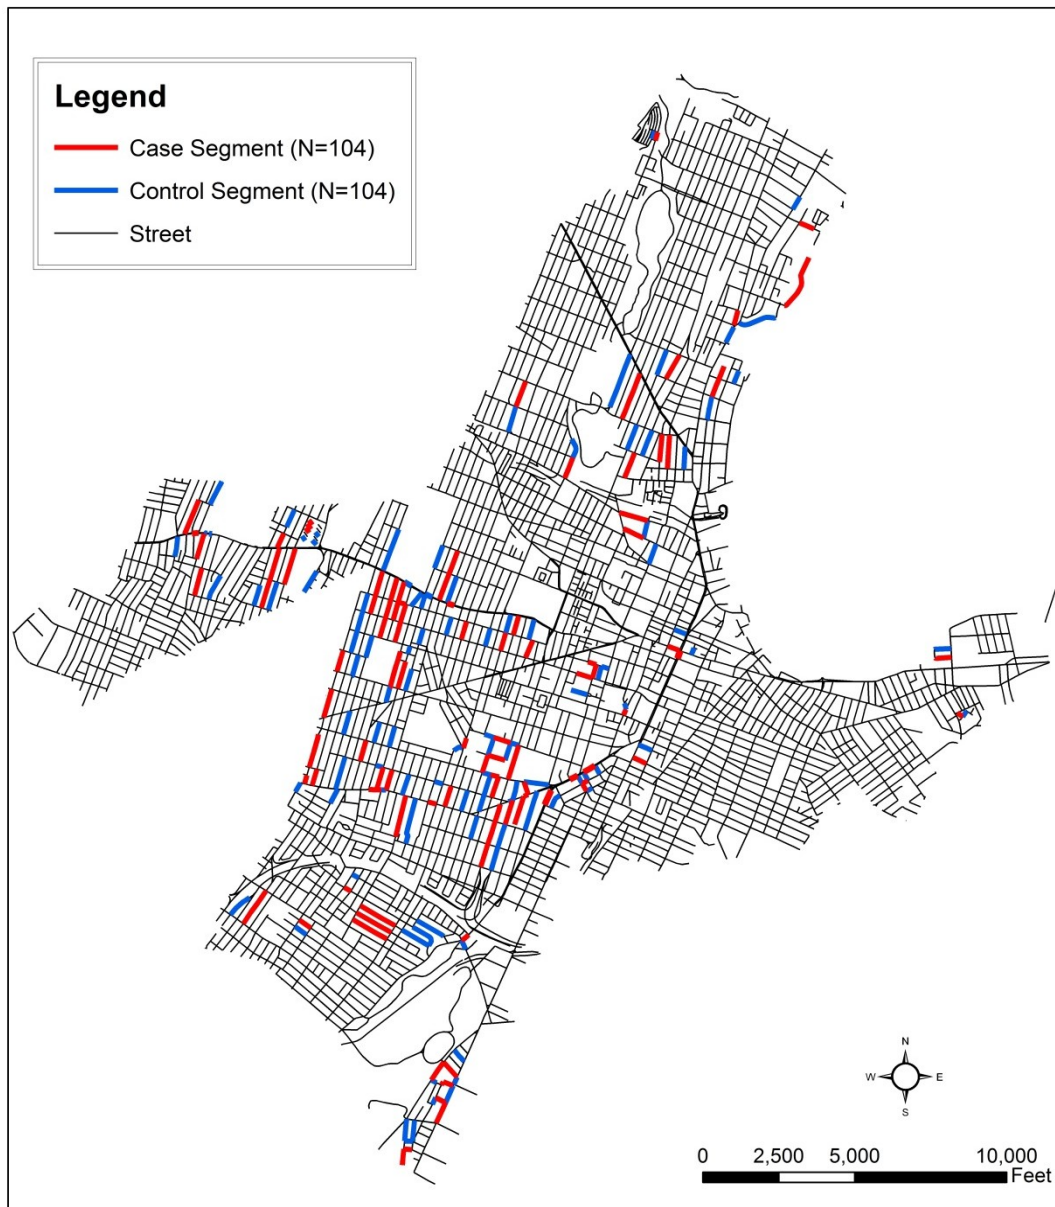 Legend
Case Segment (N=104)
Control Segment (N=104)
Street
N
W E
S
0 2,500 5,000 10,000
Feet